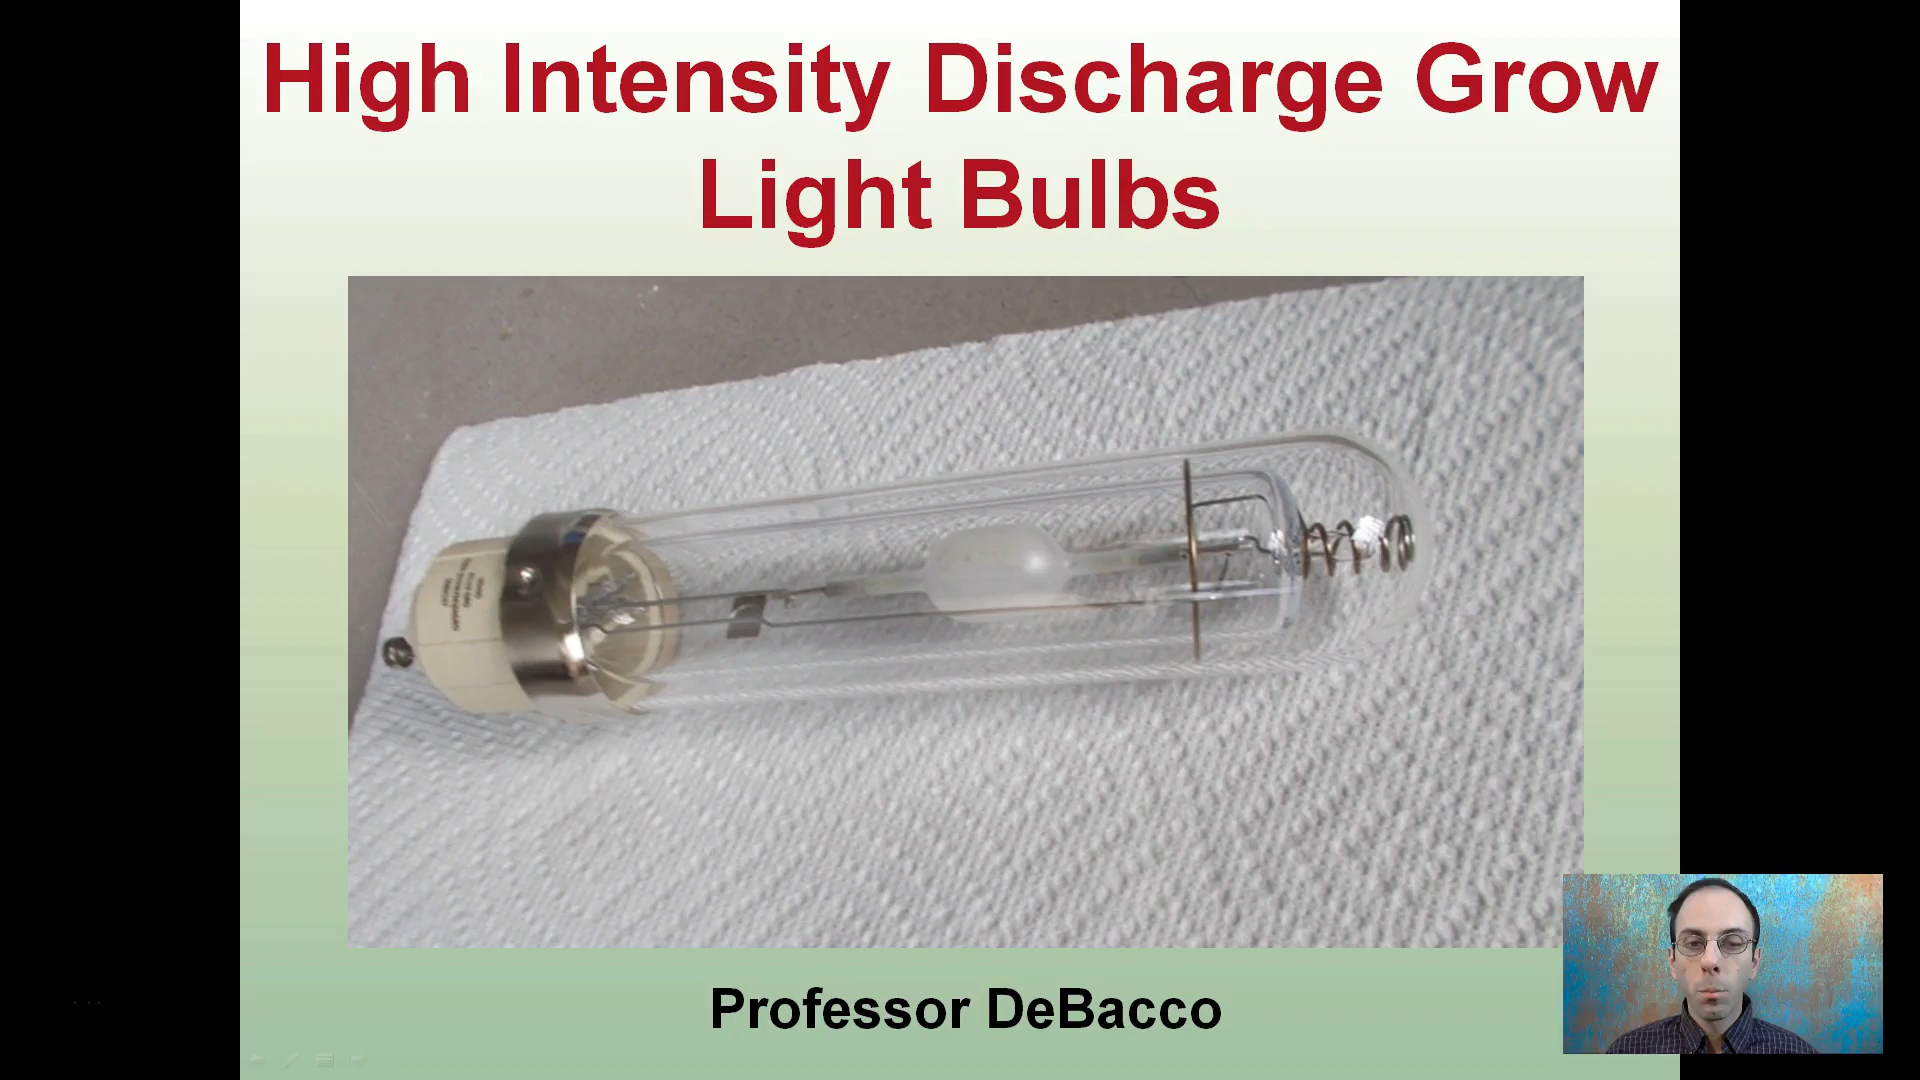 High Intensity Discharge Grow
Light Bulbs
Professor DeBacco